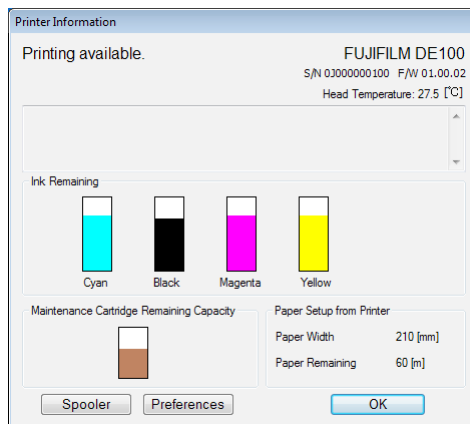 Printer Information
Printing available.
FUJIFILM DE100
S/N 0J000000100 F/W 01.00.02
Head Temperature: 27.5 [℃]
Ink Remaining
Cyan Black Magenta Yellow
Maintenance Cartridge Remaining Capacity
Paper Setup from Printer
Paper Width 210 [mm]
Paper Remaining 60 [m]
Spooler Preferences OK